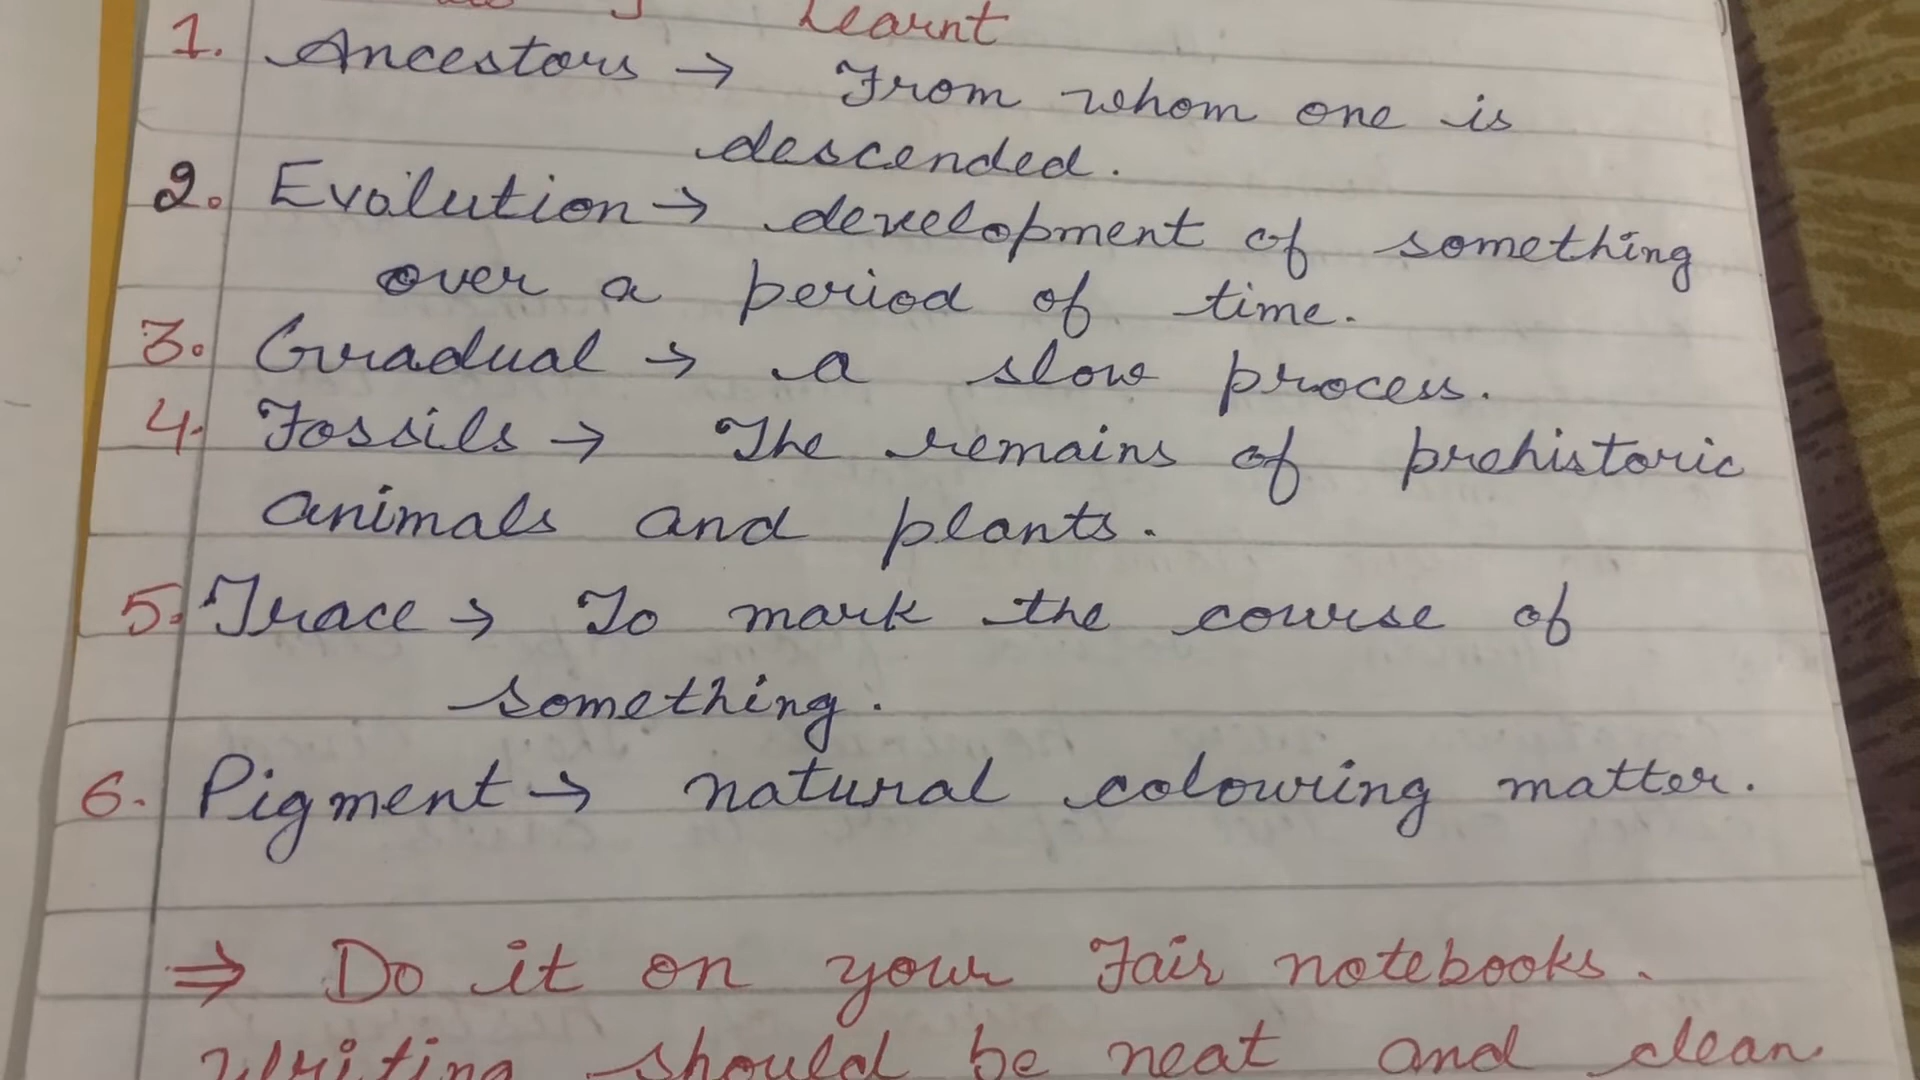 Learnt
1. Ancestors → From whom one is
descended.
2. Evolution → development of something
over a period of time.
3. Gradual → a slow process.
4. Fossils → The remains of prehistoric
animals and plants.
5. Trace → To mark the course of
something.
6. Pigment → natural colouring matter.
⇒ Do it on your Fair notebooks.
Writing should be neat and clean.